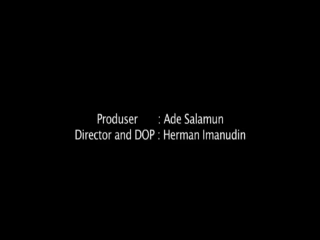 Produser : Ade Salamun
Director and DOP : Herman Imanudin